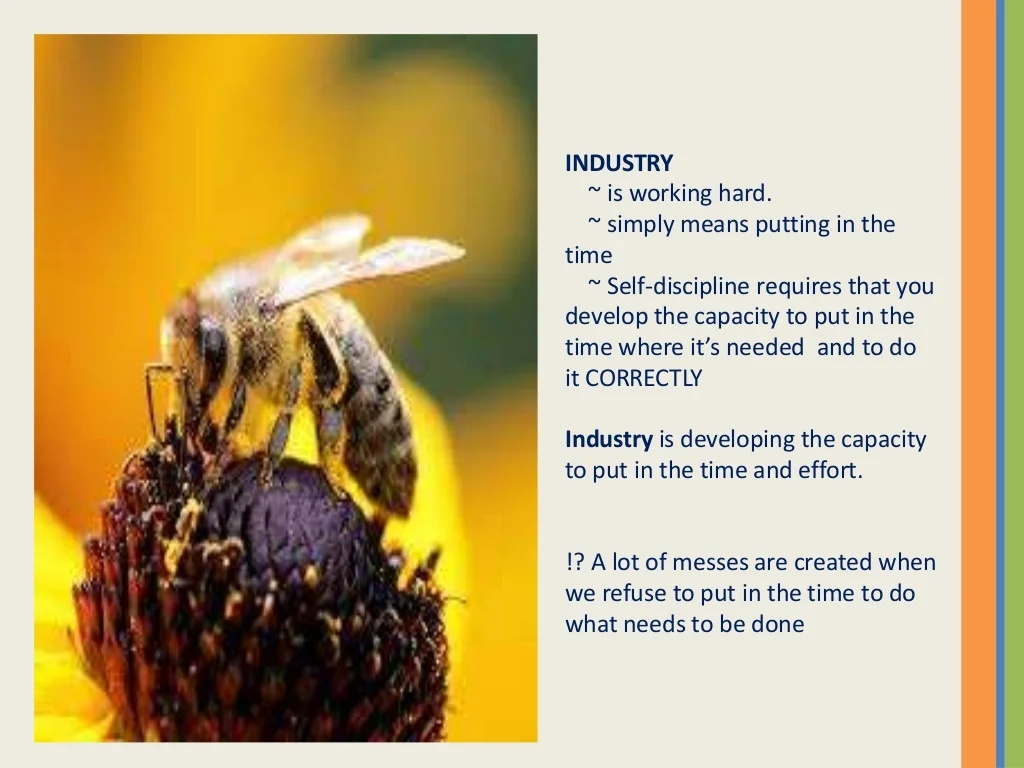 INDUSTRY
~ is working hard.
~ simply means putting in the
time
~ Self-discipline requires that you
develop the capacity to put in the
time where it’s needed  and to do
it CORRECTLY
Industry is developing the capacity
to put in the time and effort.
!? A lot of messes are created when
we refuse to put in the time to do
what needs to be done